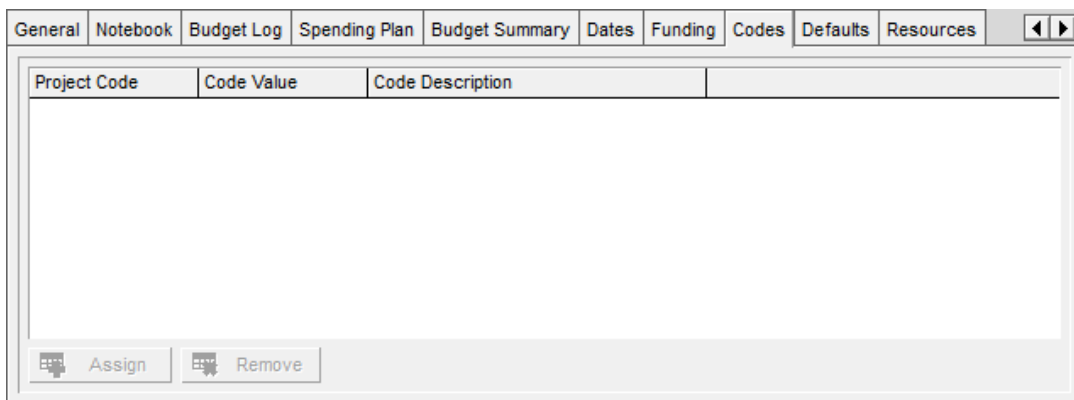 General Notebook Budget Log Spending Plan Budget Summary Dates Funding Codes Defaults Resources
Project Code Code Value Code Description
Assign Remove